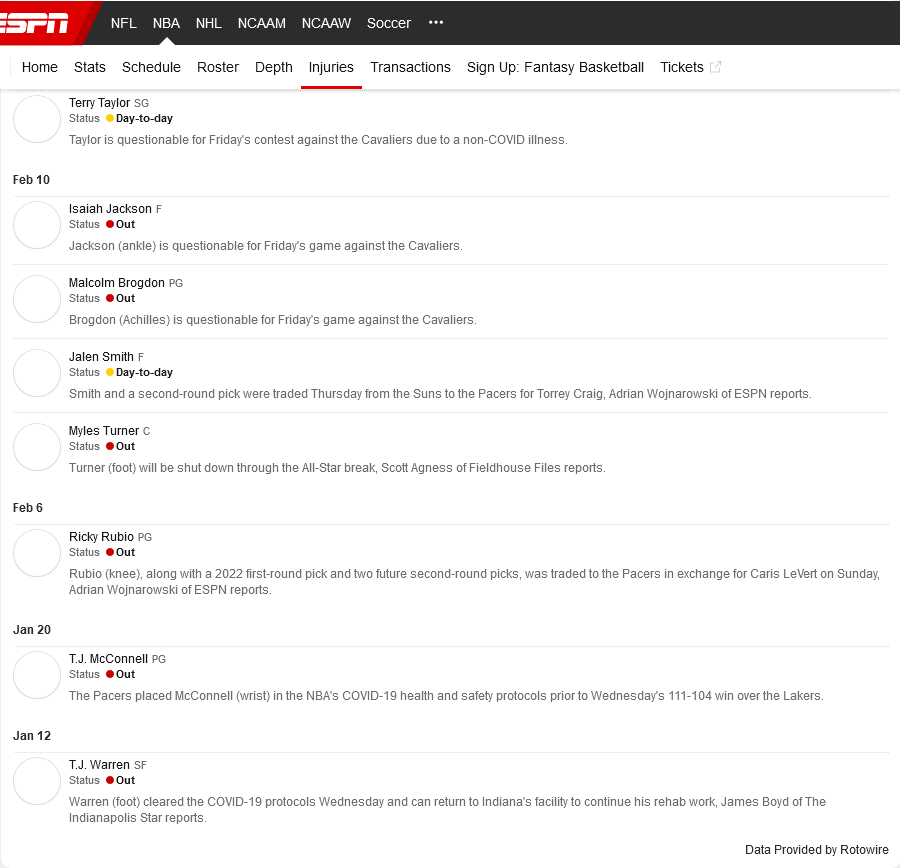 ESPN NFL NBA NHL NCAAM NCAAW Soccer •••
Home Stats Schedule Roster Depth Injuries Transactions Sign Up: Fantasy Basketball Tickets
Terry Taylor SG
Status Day-to-day
Taylor is questionable for Friday's contest against the Cavaliers due to a non-COVID illness.
Feb 10
Isaiah Jackson F
Status Out
Jackson (ankle) is questionable for Friday's game against the Cavaliers.
Malcolm Brogdon PG
Status Out
Brogdon (Achilles) is questionable for Friday's game against the Cavaliers.
Jalen Smith F
Status Day-to-day
Smith and a second-round pick were traded Thursday from the Suns to the Pacers for Torrey Craig, Adrian Wojnarowski of ESPN reports.
Myles Turner C
Status Out
Turner (foot) will be shut down through the All-Star break, Scott Agness of Fieldhouse Files reports.
Feb 6
Ricky Rubio PG
Status Out
Rubio (knee), along with a 2022 first-round pick and two future second-round picks, was traded to the Pacers in exchange for Caris LeVert on Sunday,
Adrian Wojnarowski of ESPN reports.
Jan 20
T.J. McConnell PG
Status Out
The Pacers placed McConnell (wrist) in the NBA's COVID-19 health and safety protocols prior to Wednesday's 111-104 win over the Lakers.
Jan 12
T.J. Warren SF
Status Out
Warren (foot) cleared the COVID-19 protocols Wednesday and can return to Indiana's facility to continue his rehab work, James Boyd of The
Indianapolis Star reports.
Data Provided by Rotowire